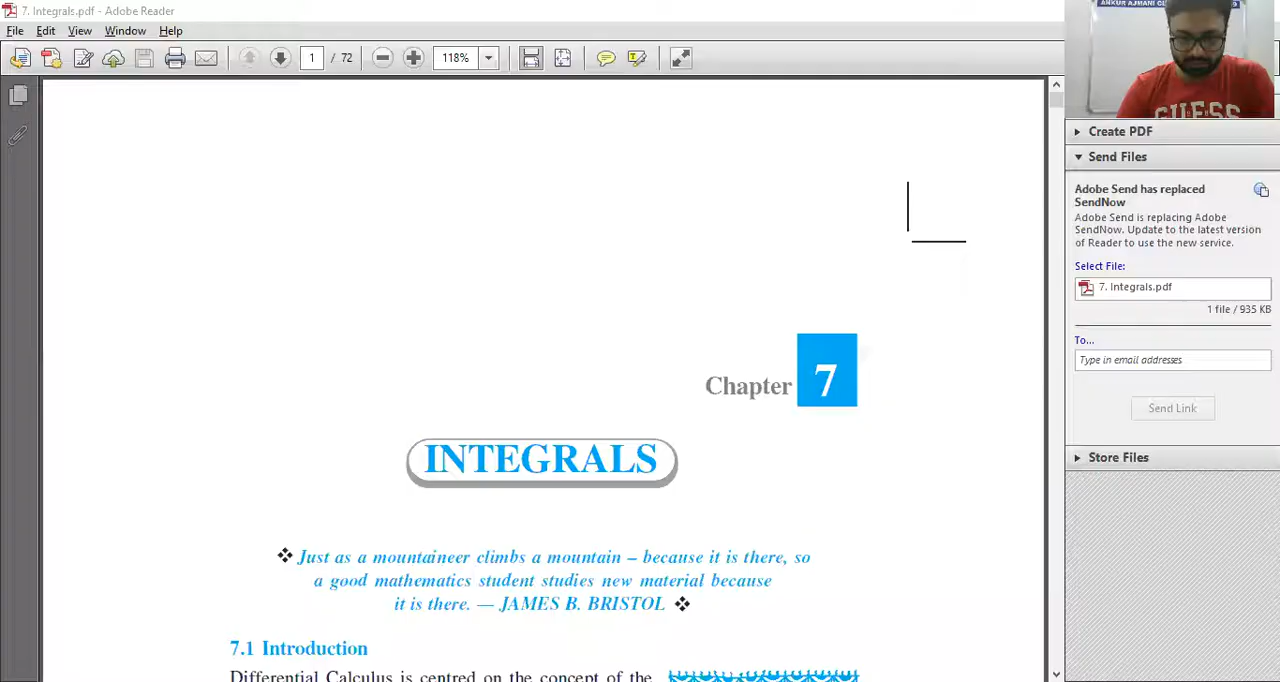 7. Integrals.pdf - Adobe Reader
File Edit View Window Help
1 / 72 118%
Create PDF
Send Files
Adobe Send has replaced
SendNow
Adobe Send is replacing Adobe
SendNow. Update to the latest version
of Reader to use the new service.
Select File:
7. Integrals.pdf
1 file / 935 KB
To...
Type in email addresses
Send Link
Store Files
Chapter 7
INTEGRALS
❖ Just as a mountaineer climbs a mountain – because it is there, so
a good mathematics student studies new material because
it is there. — JAMES B. BRISTOL ❖
7.1 Introduction
Differential Calculus is centred on the concept of the
GUESS